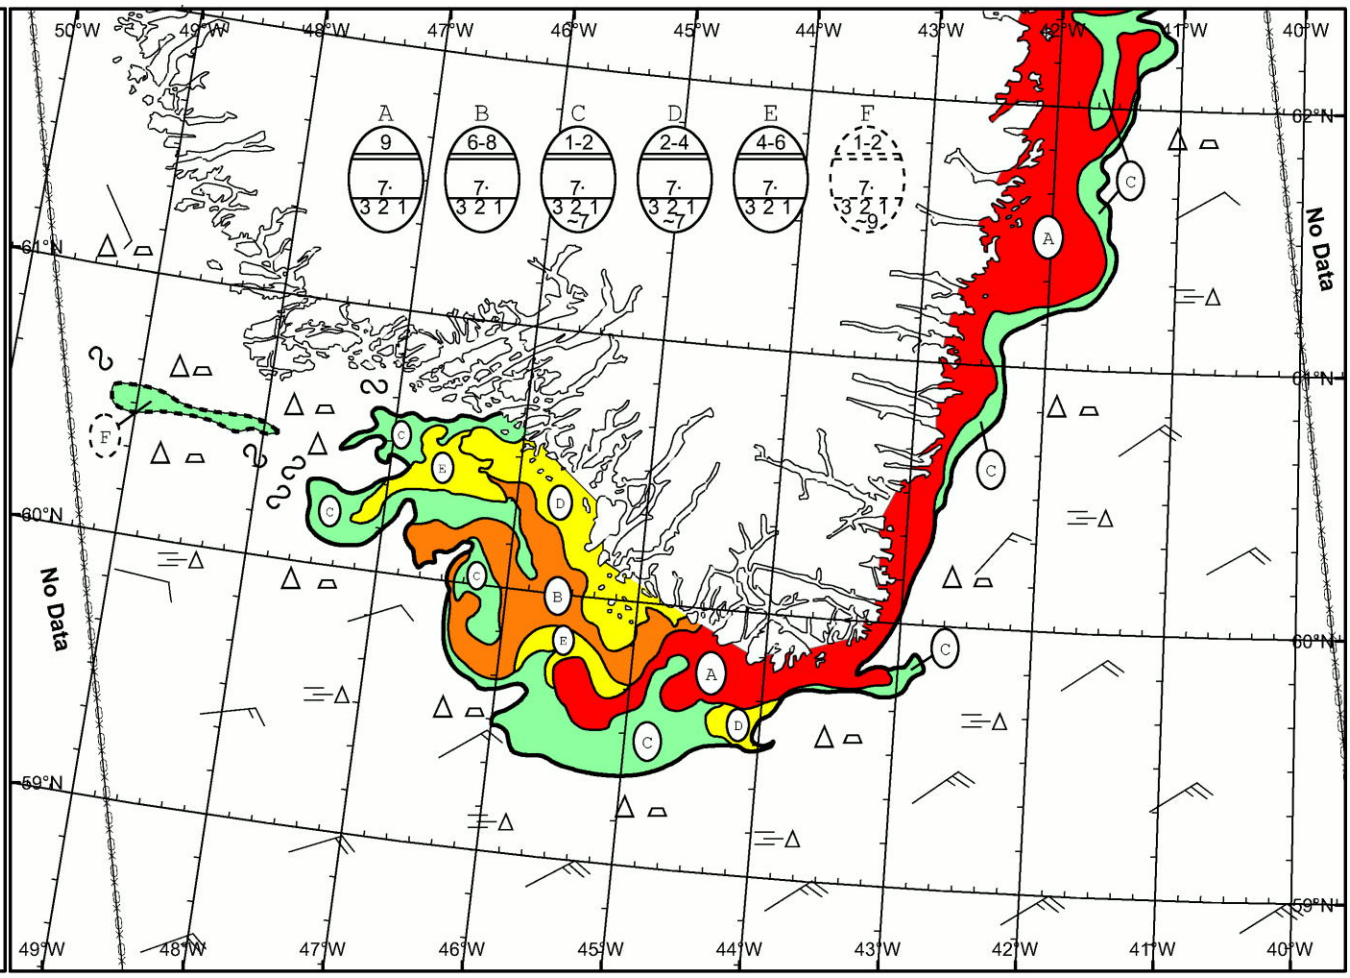 50°W 49°W 48°W 47°W 46°W 45°W 44°W 43°W 42°W 41°W 40°W
A B C D E F
9 6-8 1-2 2-4 4-6 1-2
62°N
7· 7· 7· 7· 7· 7·
C
3 2 1 3 2 1 3 2 1 3 2 1 3 2 1 3 2 1
~7 ~7 ~9
A
No Data
61°N
61°N
F
C
E
C
D
C
60°N
C
B
No Data
E
60°N
C
A
D
C
59°N
59°N
49°W 48°W 47°W 46°W 45°W 44°W 43°W 42°W 41°W 40°W